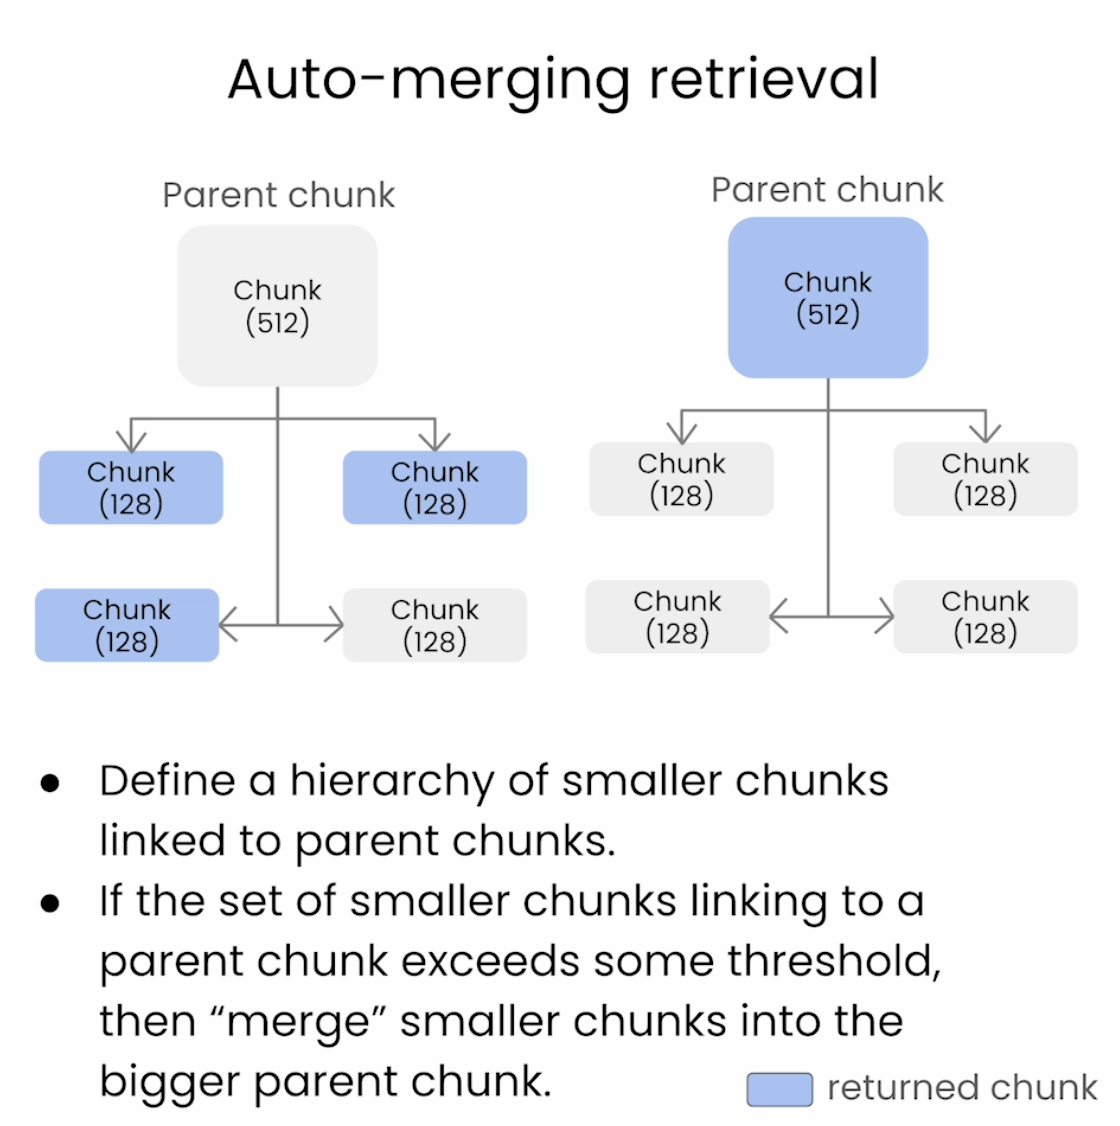 Auto-merging retrieval
Parent chunk
Chunk
(512)
Chunk
(128)
Chunk
(128)
Chunk
(128)
Chunk
(128)
Parent chunk
Chunk
(512)
Chunk
(128)
Chunk
(128)
Chunk
(128)
Chunk
(128)
● Define a hierarchy of smaller chunks
linked to parent chunks.
● If the set of smaller chunks linking to a
parent chunk exceeds some threshold,
then “merge” smaller chunks into the
bigger parent chunk.
returned chunk